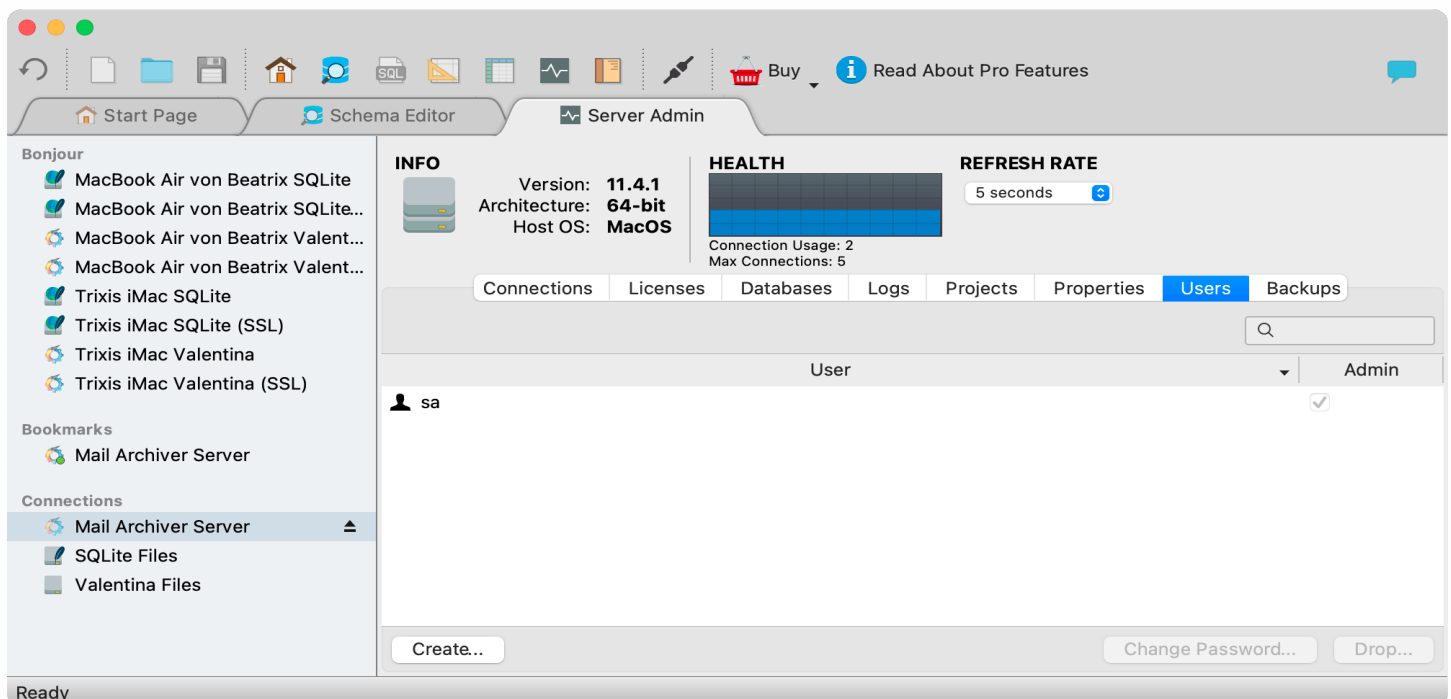 SQL
Buy
Read About Pro Features
Start Page
Schema Editor
Server Admin
Bonjour
MacBook Air von Beatrix SQLite
MacBook Air von Beatrix SQLite...
MacBook Air von Beatrix Valent...
MacBook Air von Beatrix Valent...
Trixis iMac SQLite
Trixis iMac SQLite (SSL)
Trixis iMac Valentina
Trixis iMac Valentina (SSL)
Bookmarks
Mail Archiver Server
Connections
Mail Archiver Server
SQLite Files
Valentina Files
INFO
Version: 11.4.1
Architecture: 64-bit
Host OS: MacOS
HEALTH
Connection Usage: 2
Max Connections: 5
REFRESH RATE
5 seconds
Connections
Licenses
Databases
Logs
Projects
Properties
Users
Backups
User
Admin
sa
Create...
Change Password...
Drop...
Ready